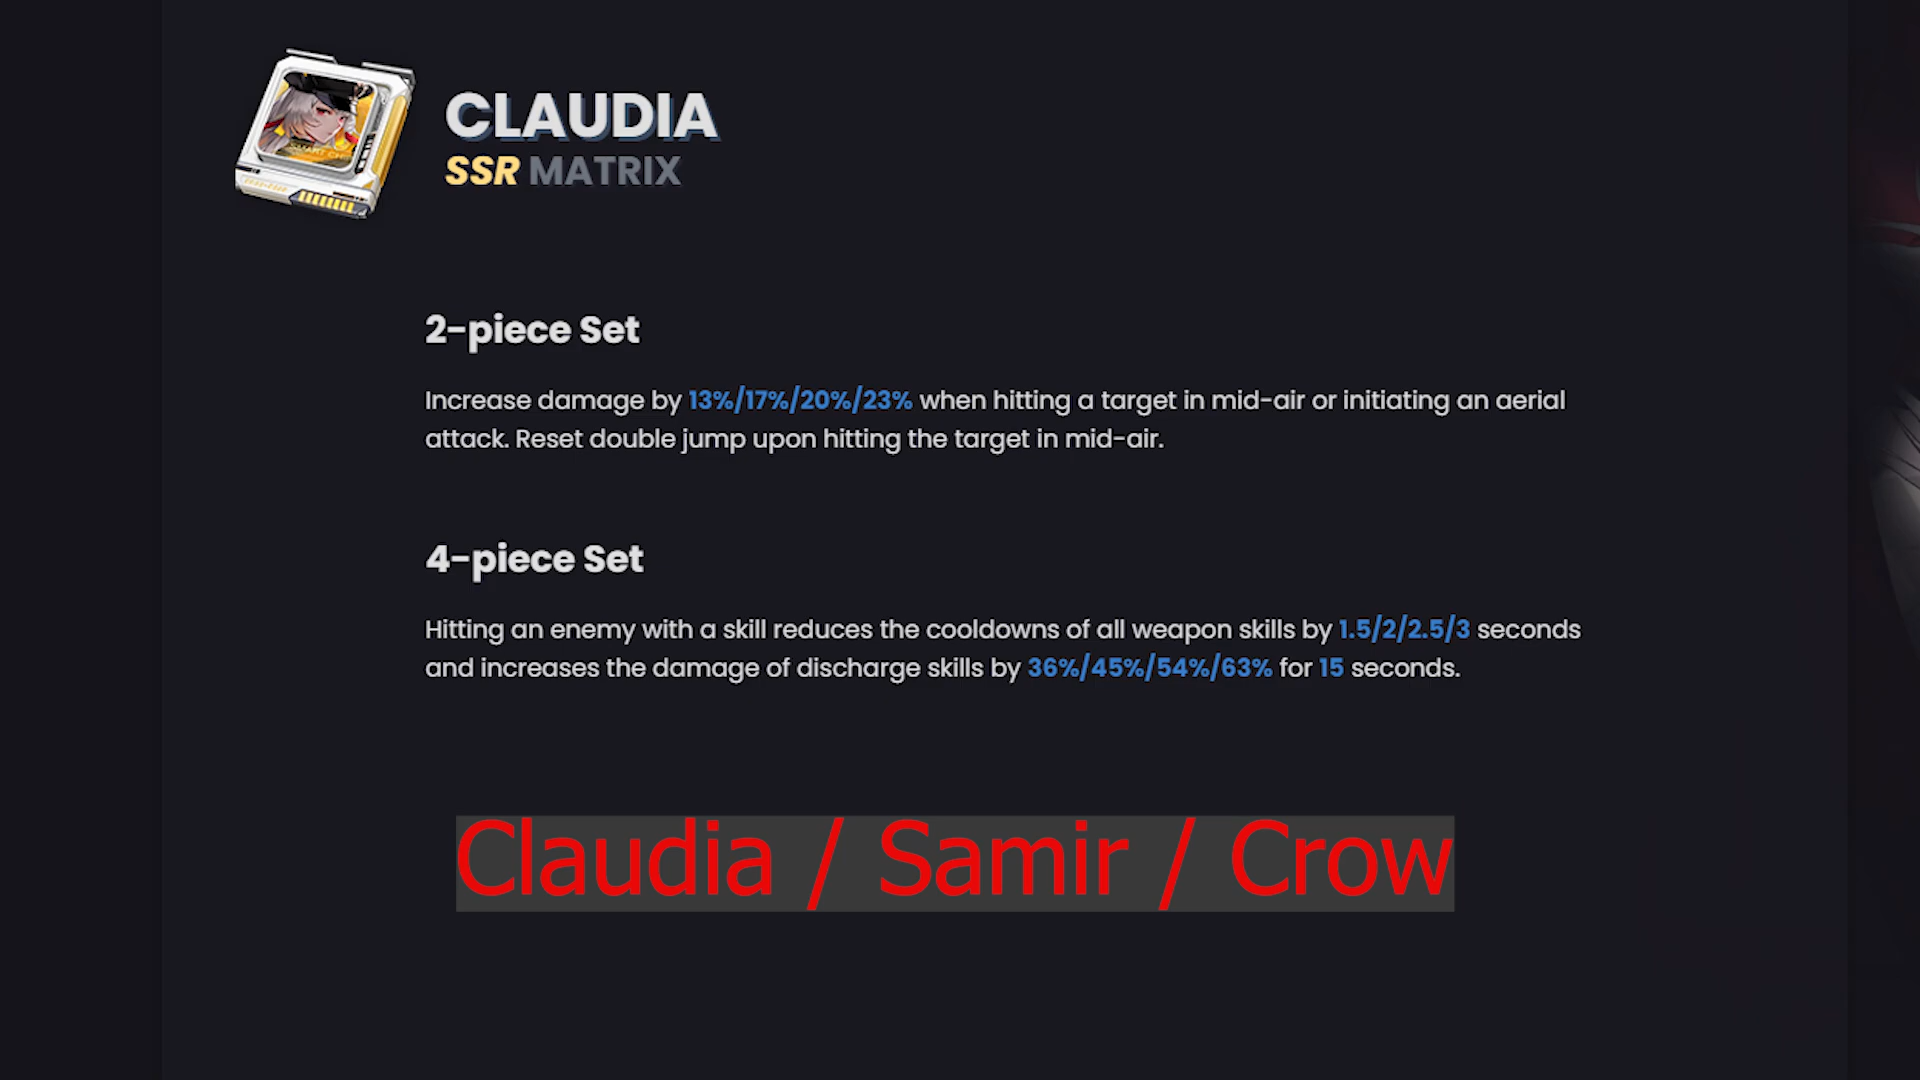 CLAUDIA
SSR MATRIX
2-piece Set
Increase damage by 13%/17%/20%/23% when hitting a target in mid-air or initiating an aerial
attack. Reset double jump upon hitting the target in mid-air.
4-piece Set
Hitting an enemy with a skill reduces the cooldowns of all weapon skills by 1.5/2/2.5/3 seconds
and increases the damage of discharge skills by 36%/45%/54%/63% for 15 seconds.
Claudia / Samir / Crow